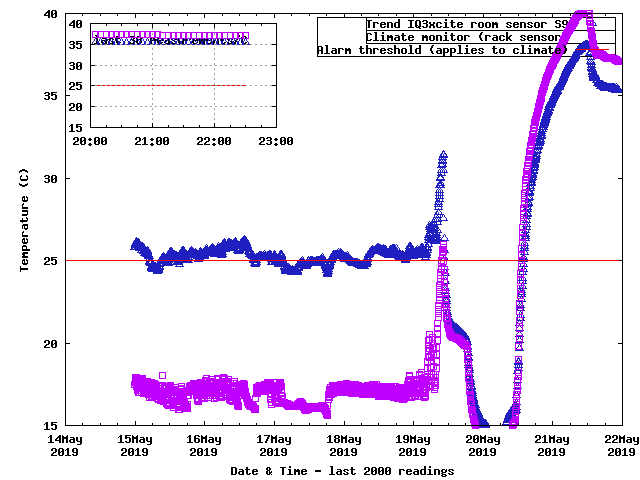 40
35
30
25
20
15
Temperature (C)
14May 2019
15May 2019
16May 2019
17May 2019
18May 2019
19May 2019
20May 2019
21May 2019
22May 2019
Date & Time - last 2000 readings
Trend IQ3xcite room sensor S9
Climate monitor (rack sensor
Alarm threshold (applies to climate)
40
35
30
25
20
15
last 30 measurements
20:00
21:00
22:00
23:00